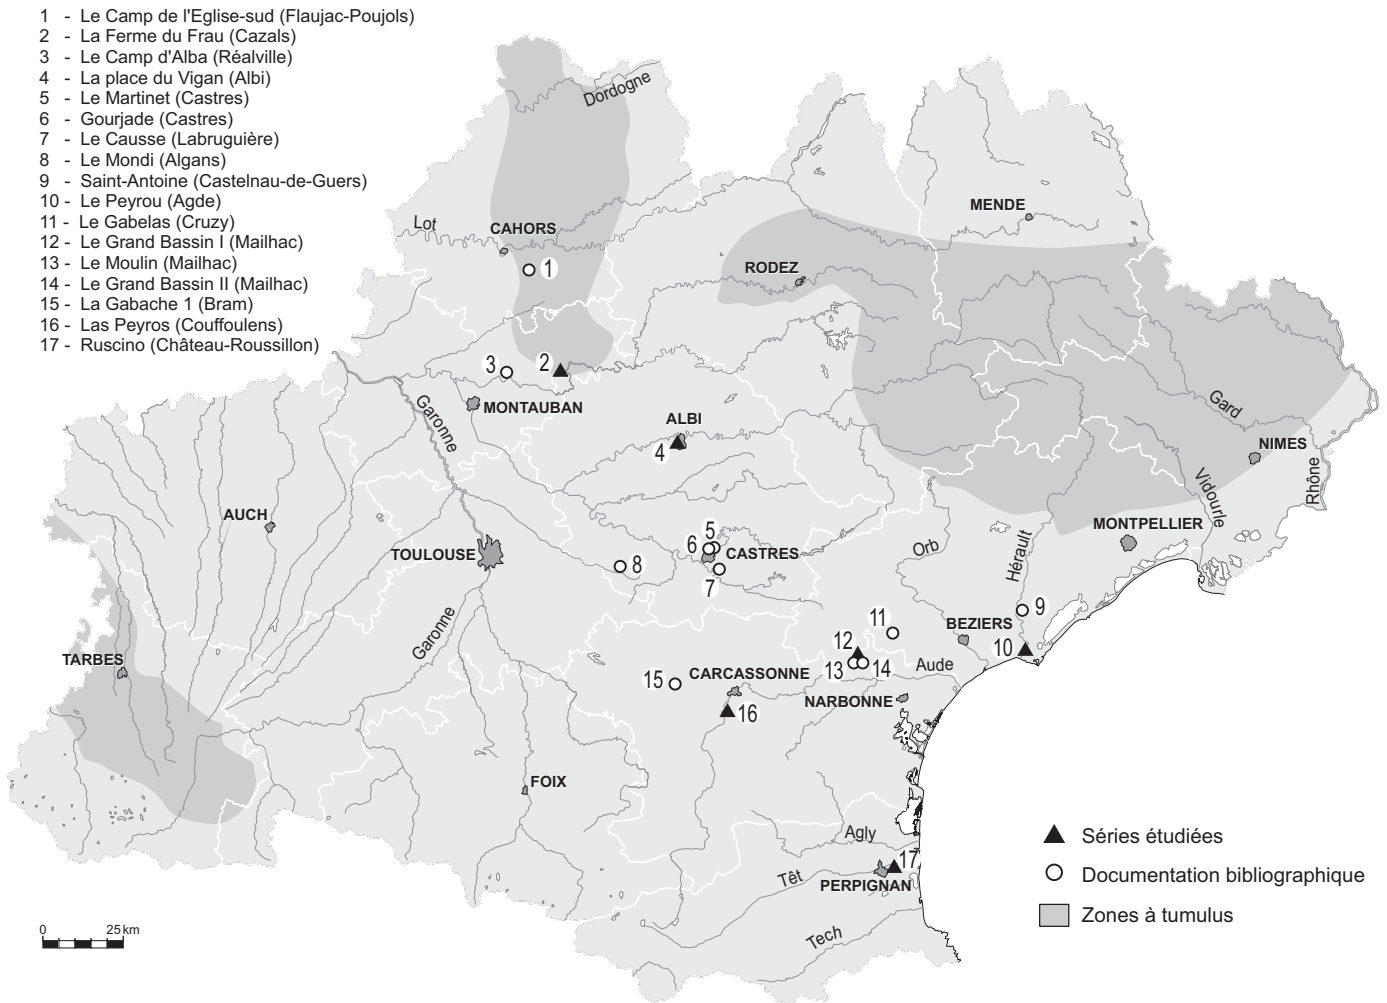 1 - Le Camp de l'Eglise-sud (Flaujac-Poujols)
2 - La Ferme du Frau (Cazals)
3 - Le Camp d'Alba (Réalville)
4 - La place du Vigan (Albi)
5 - Le Martinet (Castres)
6 - Gourjade (Castres)
7 - Le Causse (Labruguière)
8 - Le Mondi (Algans)
9 - Saint-Antoine (Castelnau-de-Guers)
10 - Le Peyrou (Agde)
11 - Le Gabelas (Cruzy)
12 - Le Grand Bassin I (Mailhac)
13 - Le Moulin (Mailhac)
14 - Le Grand Bassin II (Mailhac)
15 - La Gabache 1 (Bram)
16 - Las Peyros (Couffoulens)
17 - Ruscino (Château-Roussillon)
Dordogne
Lot
CAHORS
1
MENDE
RODEZ
3
2
MONTAUBAN
Garonne
ALBI
4
Gard
NIMES
Rhône
Vidourle
AUCH
TOULOUSE
5
6
CASTRES
7
8
MONTPELLIER
Orb
Hérault
9
BEZIERS
10
11
12
13
14
Aude
Garonne
TARBES
15
CARCASSONNE
16
NARBONNE
FOIX
Agly
17
Têt
PERPIGNAN
Tech
Séries étudiées
Documentation bibliographique
Zones à tumulus
0 25 km